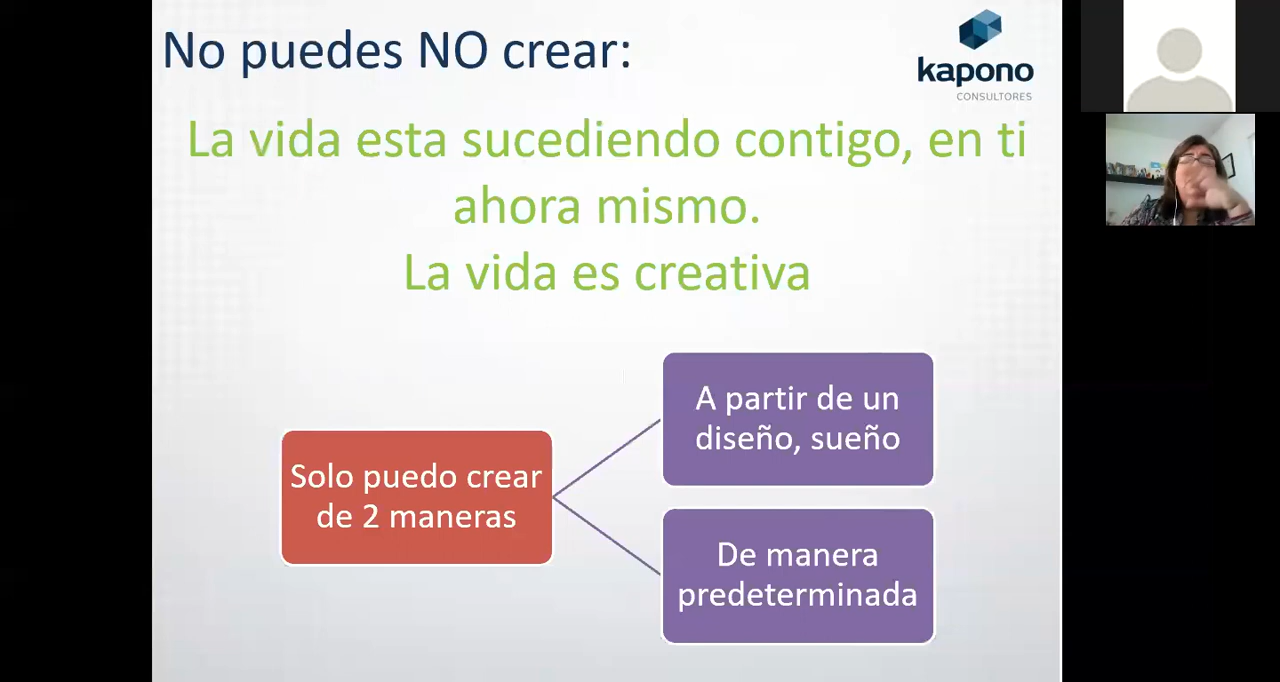 No puedes NO crear:
kapono
CONSULTORES
La vida esta sucediendo contigo, en ti
ahora mismo.
La vida es creativa
Solo puedo crear
de 2 maneras
A partir de un
diseño, sueño
De manera
predeterminada